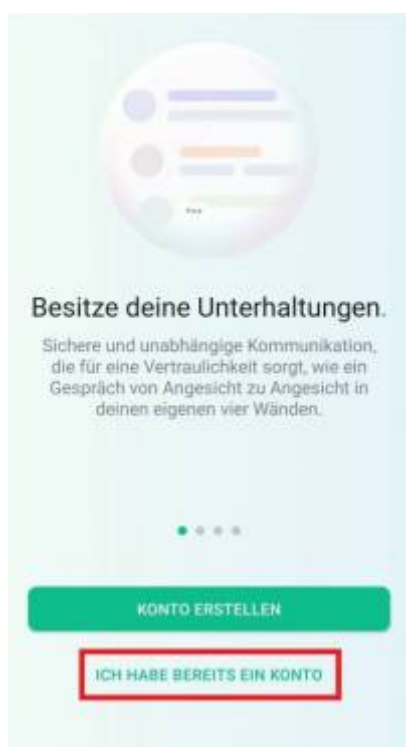 Besitze deine Unterhaltungen.
Sichere und unabhängige Kommunikation,
die für eine Vertraulichkeit sorgt, wie ein
Gespräch von Angesicht zu Angesicht in
deinen eigenen vier Wänden.
KONTO ERSTELLEN
ICH HABE BEREITS EIN KONTO